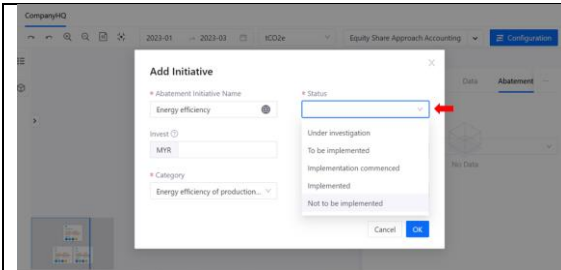 CompanyHQ
2023-01 → 2023-03 tCO2e Equity Share Approach Accounting Configuration
Add Initiative
Data Abatement
* Abatement Initiative Name
* Status
Energy efficiency
Invest
Under investigation
MYR
To be implemented
Implementation commenced
No Data
* Category
Implemented
Energy efficiency of production...
Not to be implemented
Cancel OK